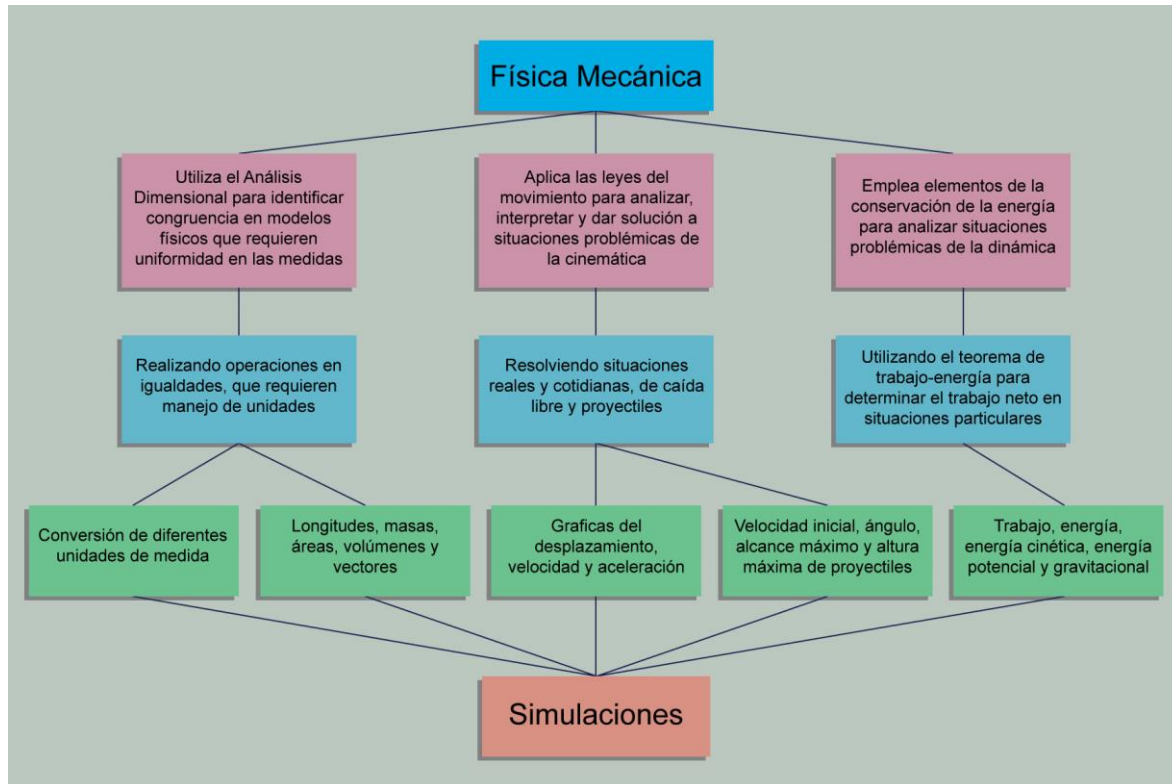 Física Mecánica
Utiliza el Análisis
Dimensional para identificar
congruencia en modelos
físicos que requieren
uniformidad en las medidas
Aplica las leyes del
movimiento para analizar,
interpretar y dar solución a
situaciones problémicas de
la cinemática
Emplea elementos de la
conservación de la energía
para analizar situaciones
problémicas de la dinámica
Realizando operaciones en
igualdades, que requieren
manejo de unidades
Resolviendo situaciones
reales y cotidianas, de caída
libre y proyectiles
Utilizando el teorema de
trabajo-energía para
determinar el trabajo neto en
situaciones particulares
Conversión de diferentes
unidades de medida
Longitudes, masas,
áreas, volúmenes y
vectores
Graficas del
desplazamiento,
velocidad y aceleración
Velocidad inicial, ángulo,
alcance máximo y altura
máxima de proyectiles
Trabajo, energía,
energía cinética, energía
potencial y gravitacional
Simulaciones